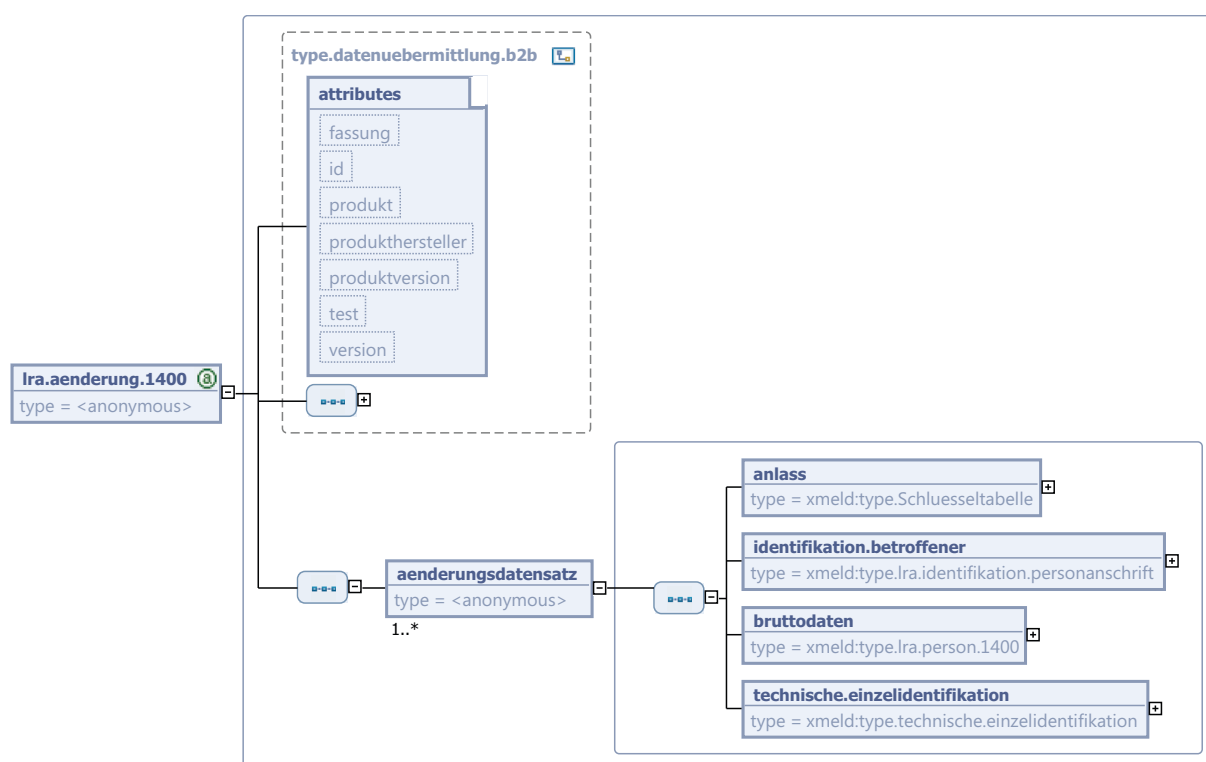 type.datenuebermittlung.b2b
attributes
fassung
id
produkt
produkthersteller
produktversion
test
version
lra.aenderung.1400 a
type = <anonymous>
aenderungsdatensatz
type = <anonymous>
1..*
anlass
type = xmeld:type.Schluesseltabelle
identifikation.betroffener
type = xmeld:type.lra.identifikation.personanschrift
bruttodaten
type = xmeld:type.lra.person.1400
technische.einzelidentifikation
type = xmeld:type.technische.einzelidentifikation